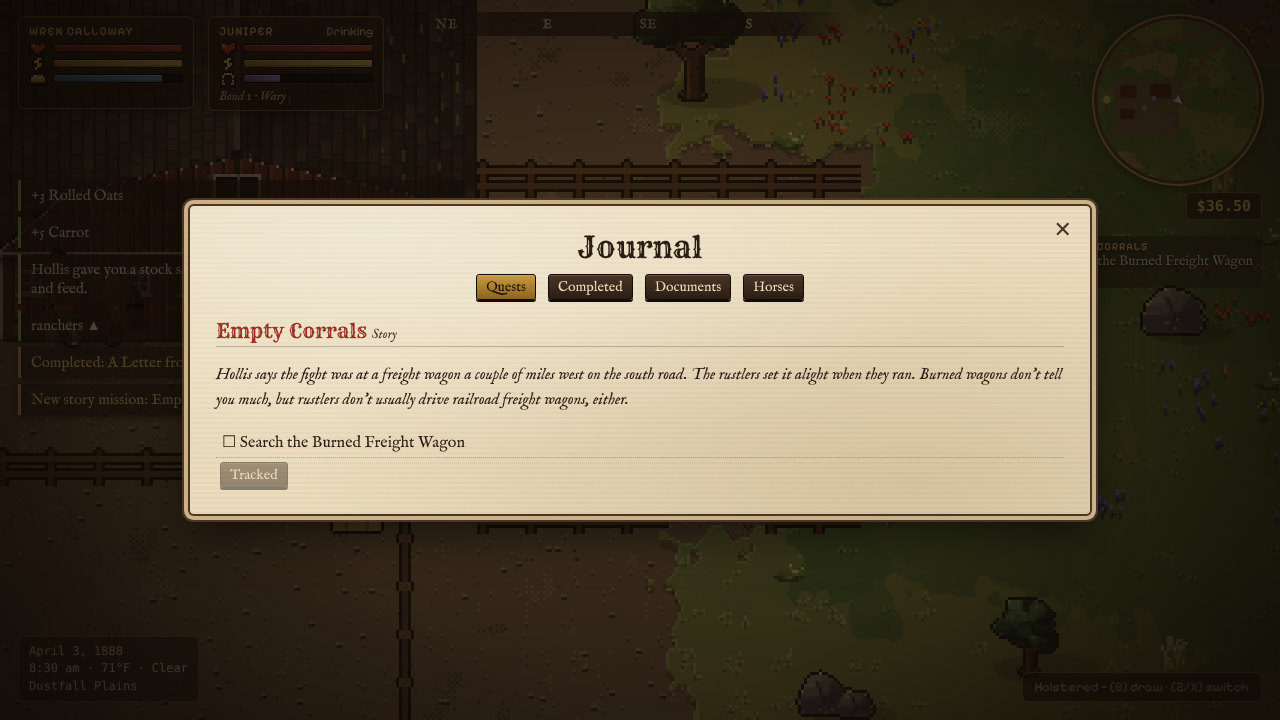 WREN CALLOWAY
JUNIPER Drinking
Bond 1 · Wary
NE E SE S
+3 Rolled Oats
+5 Carrot
Hollis gave you a stock s
and feed.
ranchers ▲
Completed: A Letter fro
New story mission: Emp
$36.50
CORRALS
the Burned Freight Wagon
Journal
✕
Quests Completed Documents Horses
Empty Corrals Story
Hollis says the fight was at a freight wagon a couple of miles west on the south road. The rustlers set it alight when they ran. Burned wagons don't tell
you much, but rustlers don't usually drive railroad freight wagons, either.
☐ Search the Burned Freight Wagon
Tracked
April 3, 1888
8:30 am · 71°F · Clear
Dustfall Plains
Holstered - (G) draw · (Z/X) switch